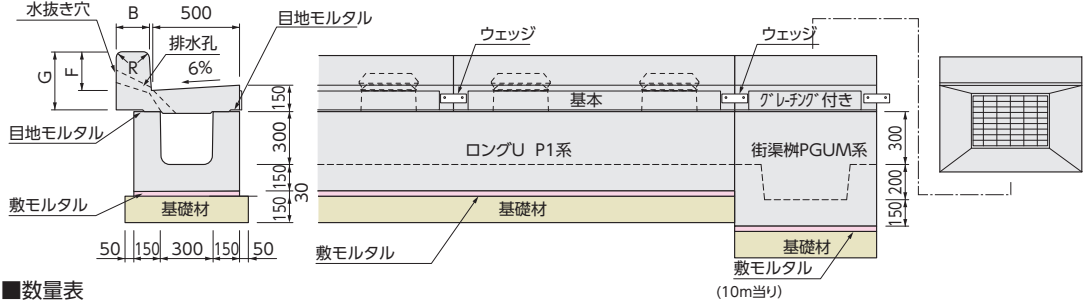 水抜き穴
B
500
目地モルタル
排水孔
G
F
R
6%
目地モルタル
敷モルタル
基礎材
50
150
300
150
50
150
300
150
30
150
ウェッジ
ウェッジ
基本
グレーチング付き
ロングU P1系
街渠桝PGUM系
基礎材
敷モルタル
300
200
150
基礎材
敷モルタル
(10m当り)
■数量表